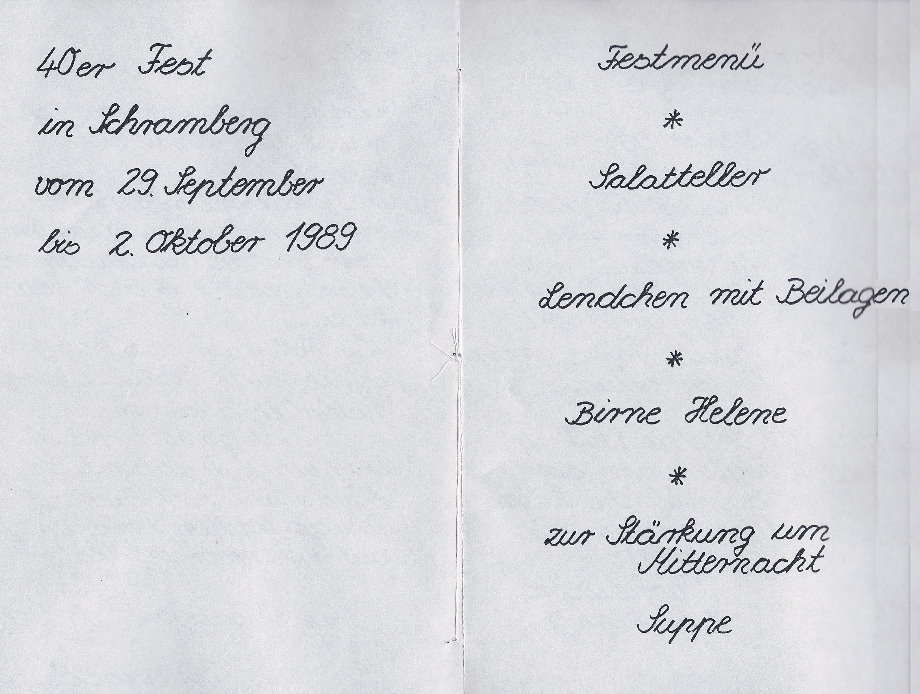 40er Fest
in Schramberg
vom 29. September
bis 2. Oktober 1989
Festmenü
*
Salatteller
*
Lendchen mit Beilagen
*
Birne Helene
*
zur Stärkung um
Mitternacht
Suppe